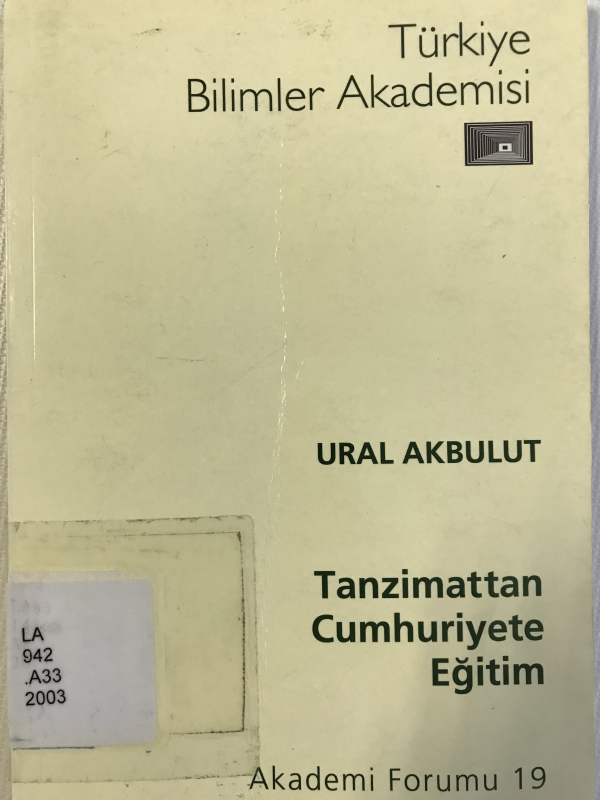 Türkiye
Bilimler Akademisi
URAL AKBULUT
Tanzimattan
Cumhuriyete
Eğitim
LA
942
.A33
2003
Akademi Forumu 19